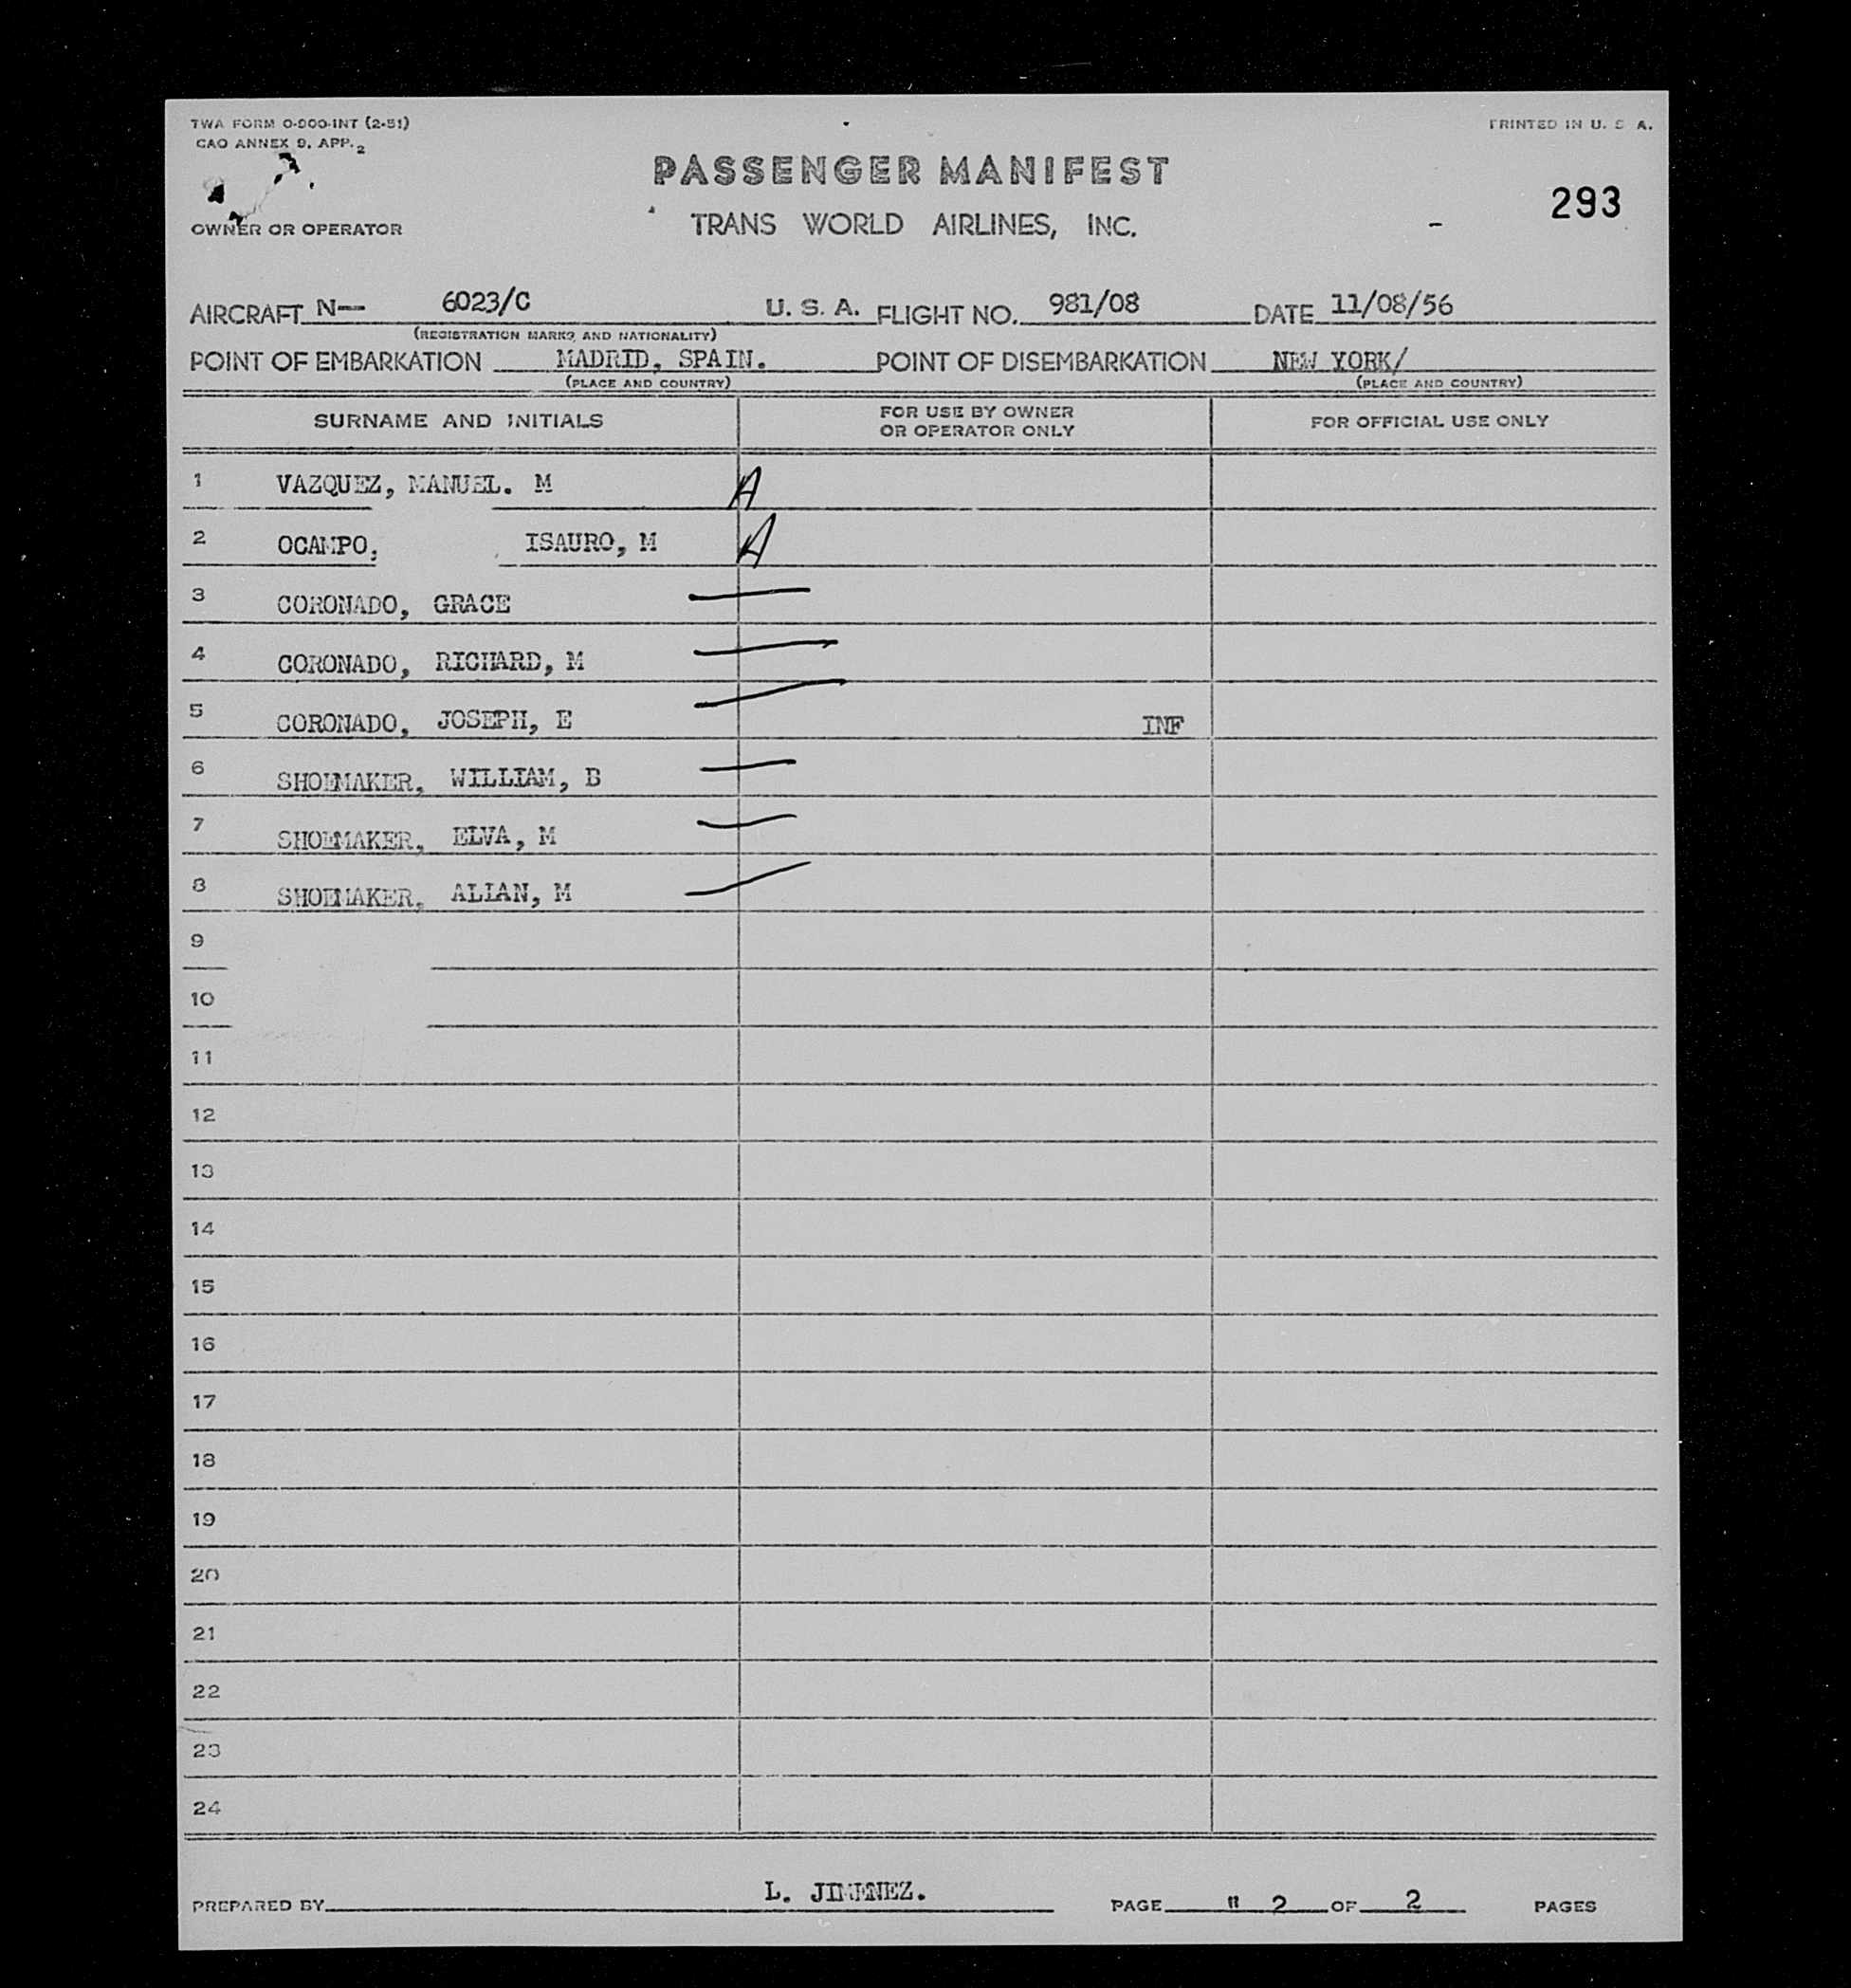 TWA FORM O-900-INT (2-51)
CAO ANNEX 9, APP. 2
PRINTED IN U. S A.
PASSENGER MANIFEST
293
OWNER OR OPERATOR
TRANS WORLD AIRLINES, INC.
AIRCRAFT N— 6023/C U. S. A. FLIGHT NO. 981/08 DATE 11/08/56
(REGISTRATION MARKS AND NATIONALITY)
POINT OF EMBARKATION MADRID, SPAIN. POINT OF DISEMBARKATION NEW YORK/
(PLACE AND COUNTRY) (PLACE AND COUNTRY)
SURNAME AND INITIALS FOR USE BY OWNER OR OPERATOR ONLY FOR OFFICIAL USE ONLY
1 VAZQUEZ, MANUEL. M A
2 OCAMPO, ISAURO, M A
3 CORONADO, GRACE
4 CORONADO, RICHARD, M
5 CORONADO, JOSEPH, E INF
6 SHOEMAKER, WILLIAM, B
7 SHOEMAKER, ELVA, M
8 SHOEMAKER, ALIAN, M
9
10
11
12
13
14
15
16
17
18
19
20
21
22
23
24
PREPARED BY L. JIMENEZ. PAGE " 2 OF 2 PAGES